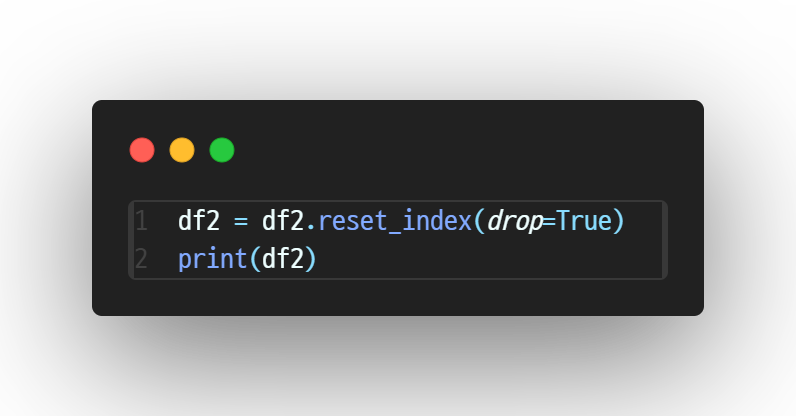 1 df2 = df2.reset_index(drop=True)
2 print(df2)